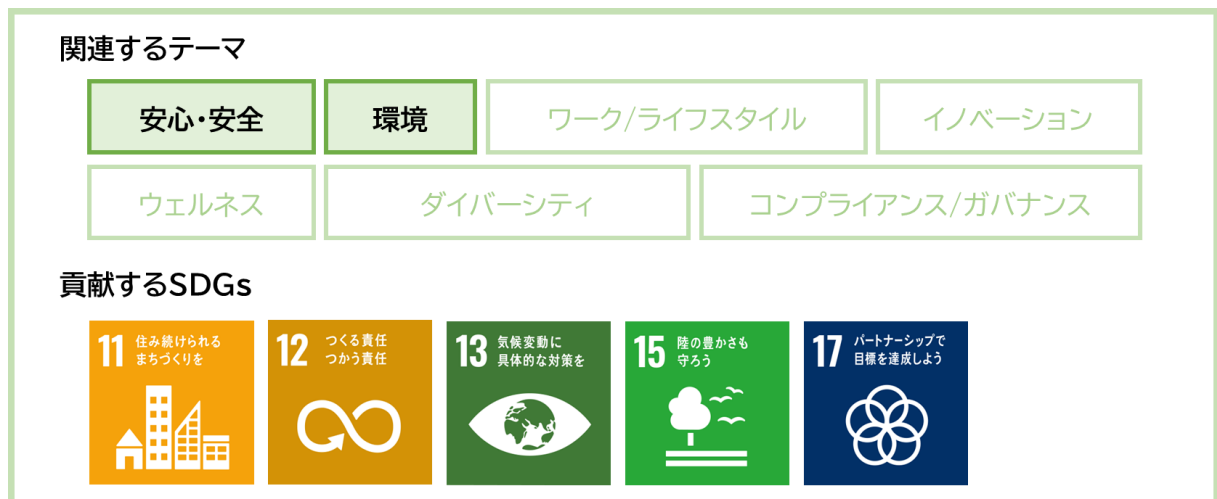 関連するテーマ
安心・安全 環境 ワーク/ライフスタイル イノベーション
ウェルネス ダイバーシティ コンプライアンス/ガバナンス
貢献するSDGs
11 住み続けられる
まちづくりを
12 つくる責任
つかう責任
13 気候変動に
具体的な対策を
15 陸の豊かさも
守ろう
17 パートナーシップで
目標を達成しよう